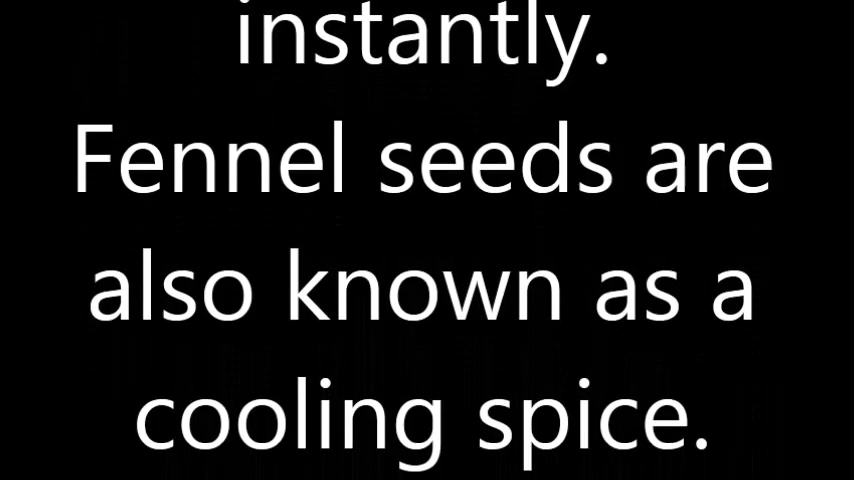 instantly.
Fennel seeds are
also known as a
cooling spice.